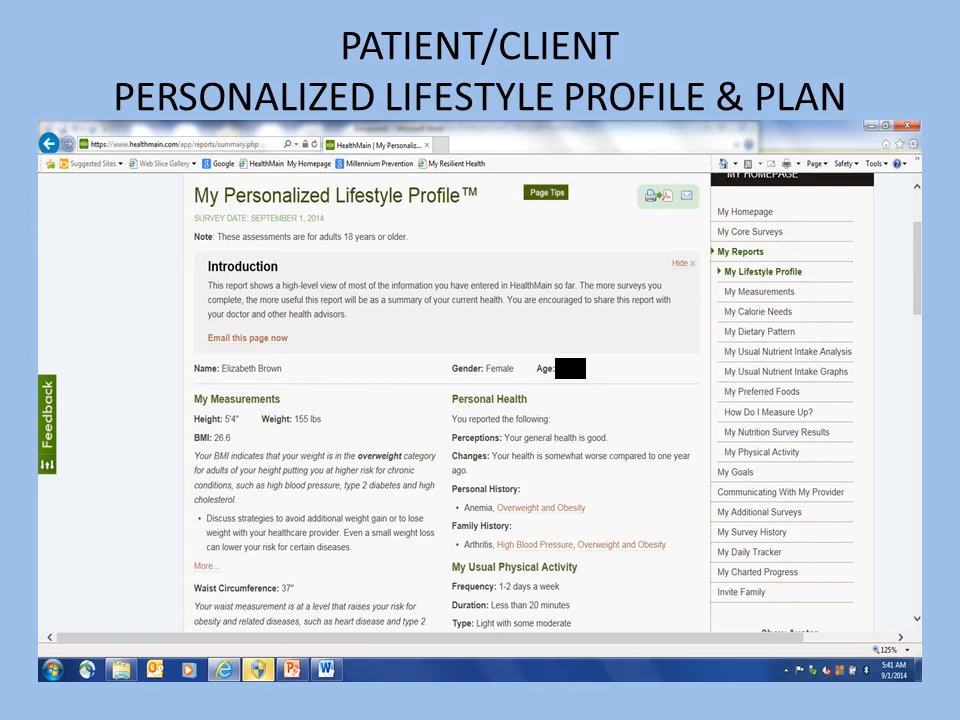 PATIENT/CLIENT
PERSONALIZED LIFESTYLE PROFILE & PLAN
https://www.healthmain.com/app/reports/summary.php
HealthMain | My Personaliz...
Suggested Sites
Web Slice Gallery
Google
HealthMain My Homepage
Millennium Prevention
My Resilient Health
Page
Safety
Tools
My Personalized Lifestyle Profile™
Page Tips
SURVEY DATE: SEPTEMBER 1, 2014
Note: These assessments are for adults 18 years or older.
Introduction
Hide x
This report shows a high-level view of most of the information you have entered in HealthMain so far. The more surveys you
complete, the more useful this report will be as a summary of your current health. You are encouraged to share this report with
your doctor and other health advisors.
Email this page now
Name: Elizabeth Brown
Gender: Female
Age:
My Measurements
Height: 5'4" Weight: 155 lbs
BMI: 26.6
Your BMI indicates that your weight is in the overweight category
for adults of your height putting you at higher risk for chronic
conditions, such as high blood pressure, type 2 diabetes and high
cholesterol.
• Discuss strategies to avoid additional weight gain or to lose
weight with your healthcare provider. Even a small weight loss
can lower your risk for certain diseases.
More...
Waist Circumference: 37"
Your waist measurement is at a level that raises your risk for
obesity and related diseases, such as heart disease and type 2
Personal Health
You reported the following:
Perceptions: Your general health is good.
Changes: Your health is somewhat worse compared to one year
ago.
Personal History:
• Anemia, Overweight and Obesity
Family History:
• Arthritis, High Blood Pressure, Overweight and Obesity
My Usual Physical Activity
Frequency: 1-2 days a week
Duration: Less than 20 minutes
Type: Light with some moderate
MY HOMEPAGE
My Homepage
My Core Surveys
My Reports
My Lifestyle Profile
My Measurements
My Calorie Needs
My Dietary Pattern
My Usual Nutrient Intake Analysis
My Usual Nutrient Intake Graphs
My Preferred Foods
How Do I Measure Up?
My Nutrition Survey Results
My Physical Activity
My Goals
Communicating With My Provider
My Additional Surveys
My Survey History
My Daily Tracker
My Charted Progress
Invite Family
Feedback
125%
5:41 AM
9/1/2014